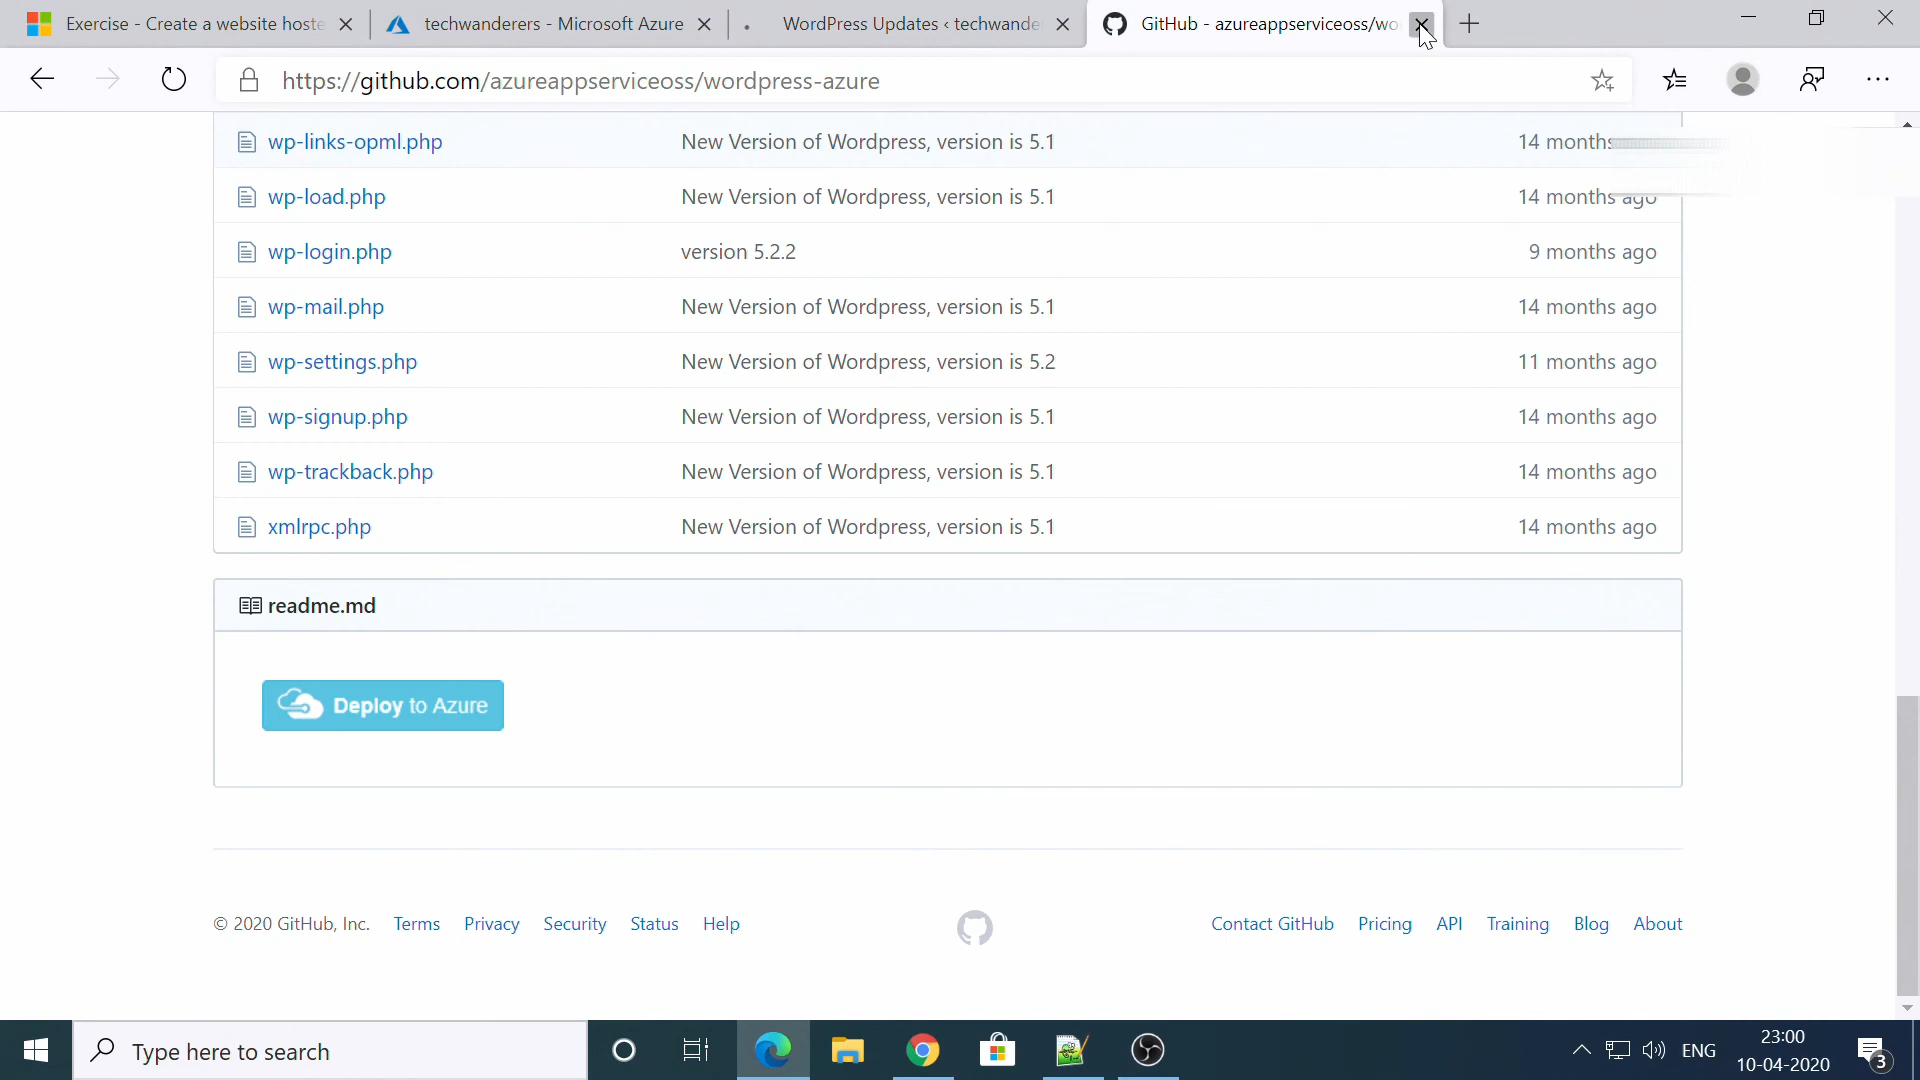 Exercise - Create a website hoste
techwanderers - Microsoft Azure
WordPress Updates ‹ techwande
GitHub - azureappserviceoss/wo
https://github.com/azureappserviceoss/wordpress-azure
wp-links-opml.php New Version of Wordpress, version is 5.1 14 months
wp-load.php New Version of Wordpress, version is 5.1 14 months ago
wp-login.php version 5.2.2 9 months ago
wp-mail.php New Version of Wordpress, version is 5.1 14 months ago
wp-settings.php New Version of Wordpress, version is 5.2 11 months ago
wp-signup.php New Version of Wordpress, version is 5.1 14 months ago
wp-trackback.php New Version of Wordpress, version is 5.1 14 months ago
xmlrpc.php New Version of Wordpress, version is 5.1 14 months ago
readme.md
Deploy to Azure
© 2020 GitHub, Inc. Terms Privacy Security Status Help Contact GitHub Pricing API Training Blog About
Type here to search
ENG
23:00
10-04-2020
3